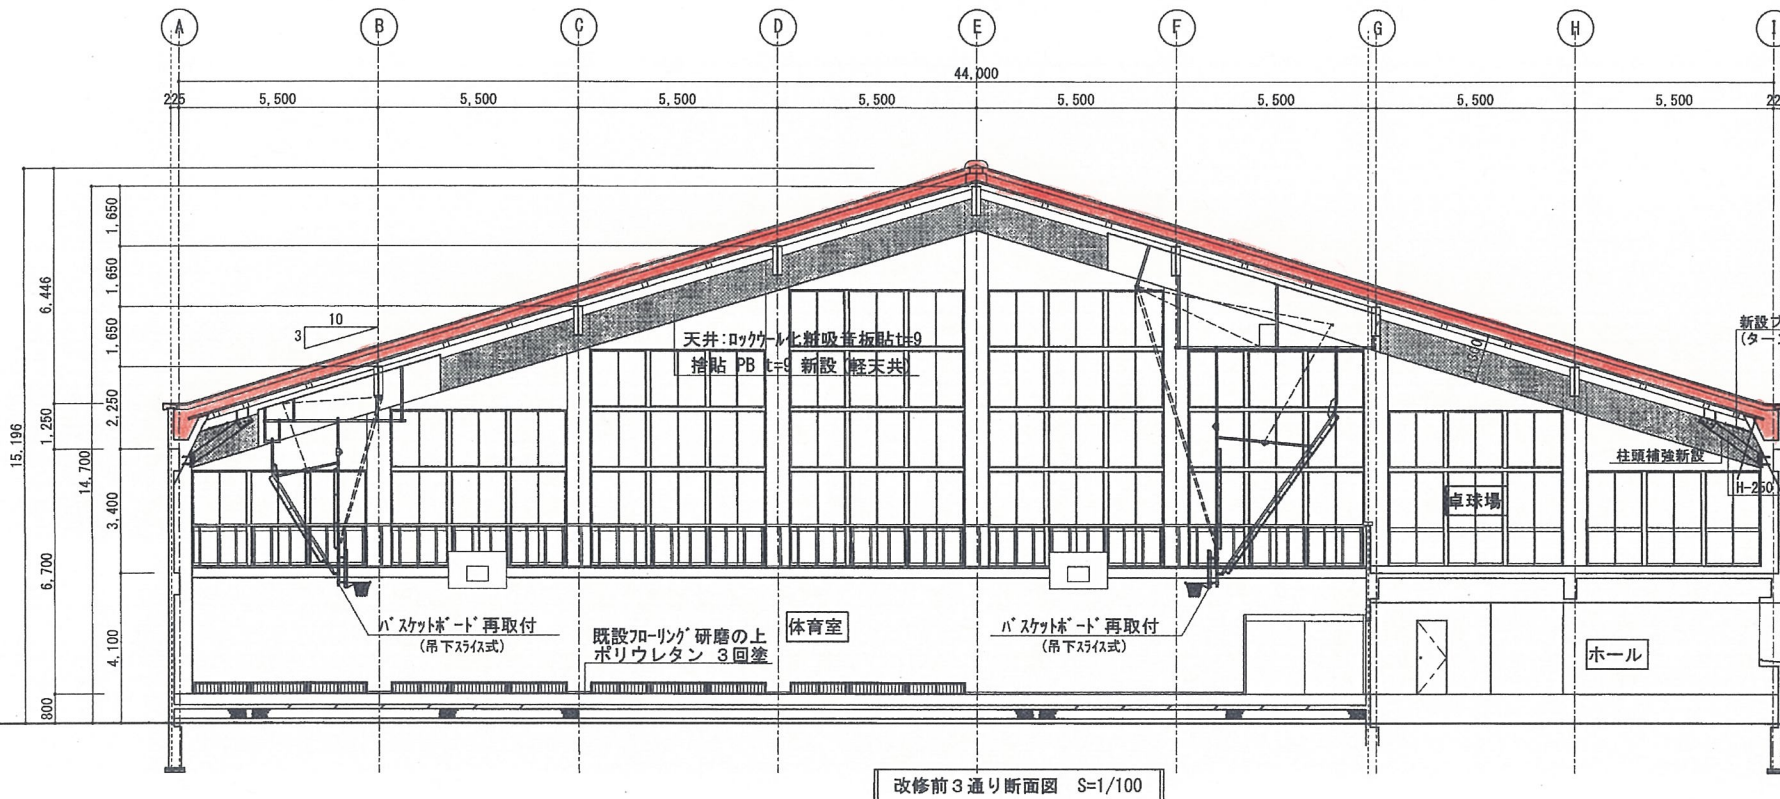 A B C D E F G H I
44,000
225 5,500 5,500 5,500 5,500 5,500 5,500 5,500 5,500 22
15,196
6,446
1,250
6,700
800
14,700
1,650
1,650
1,650
2,250
3,400
4,100
10
3
天井:ロックウール化粧吸音板貼t=9
捨貼 PB t=9 新設(軽天共)
新設ブ
(ター
柱頭補強新設
H-250
卓球場
バスケットボード再取付
(吊下スライス式)
既設フローリング研磨の上
ポリウレタン 3回塗
体育室
バスケットボード再取付
(吊下スライス式)
ホール
改修前3通り断面図 S=1/100